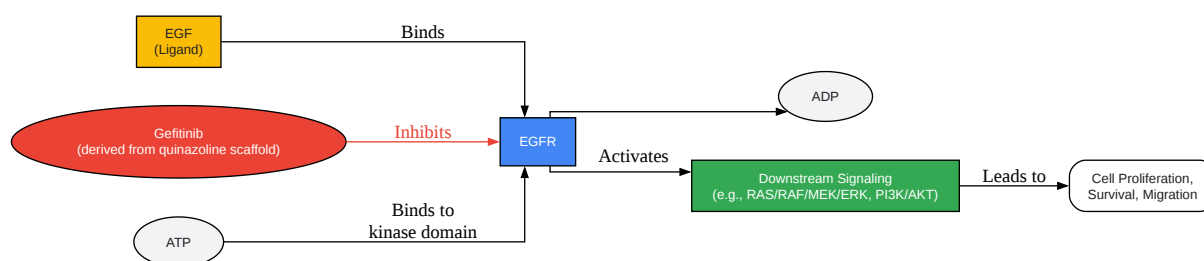 EGF
(Ligand)
Binds
ADP
Gefitinib
(derived from quinazoline scaffold)
Inhibits
EGFR
Activates
Downstream Signaling
(e.g., RAS/RAF/MEK/ERK, PI3K/AKT)
Leads to
Cell Proliferation,
Survival, Migration
Binds to
kinase domain
ATP